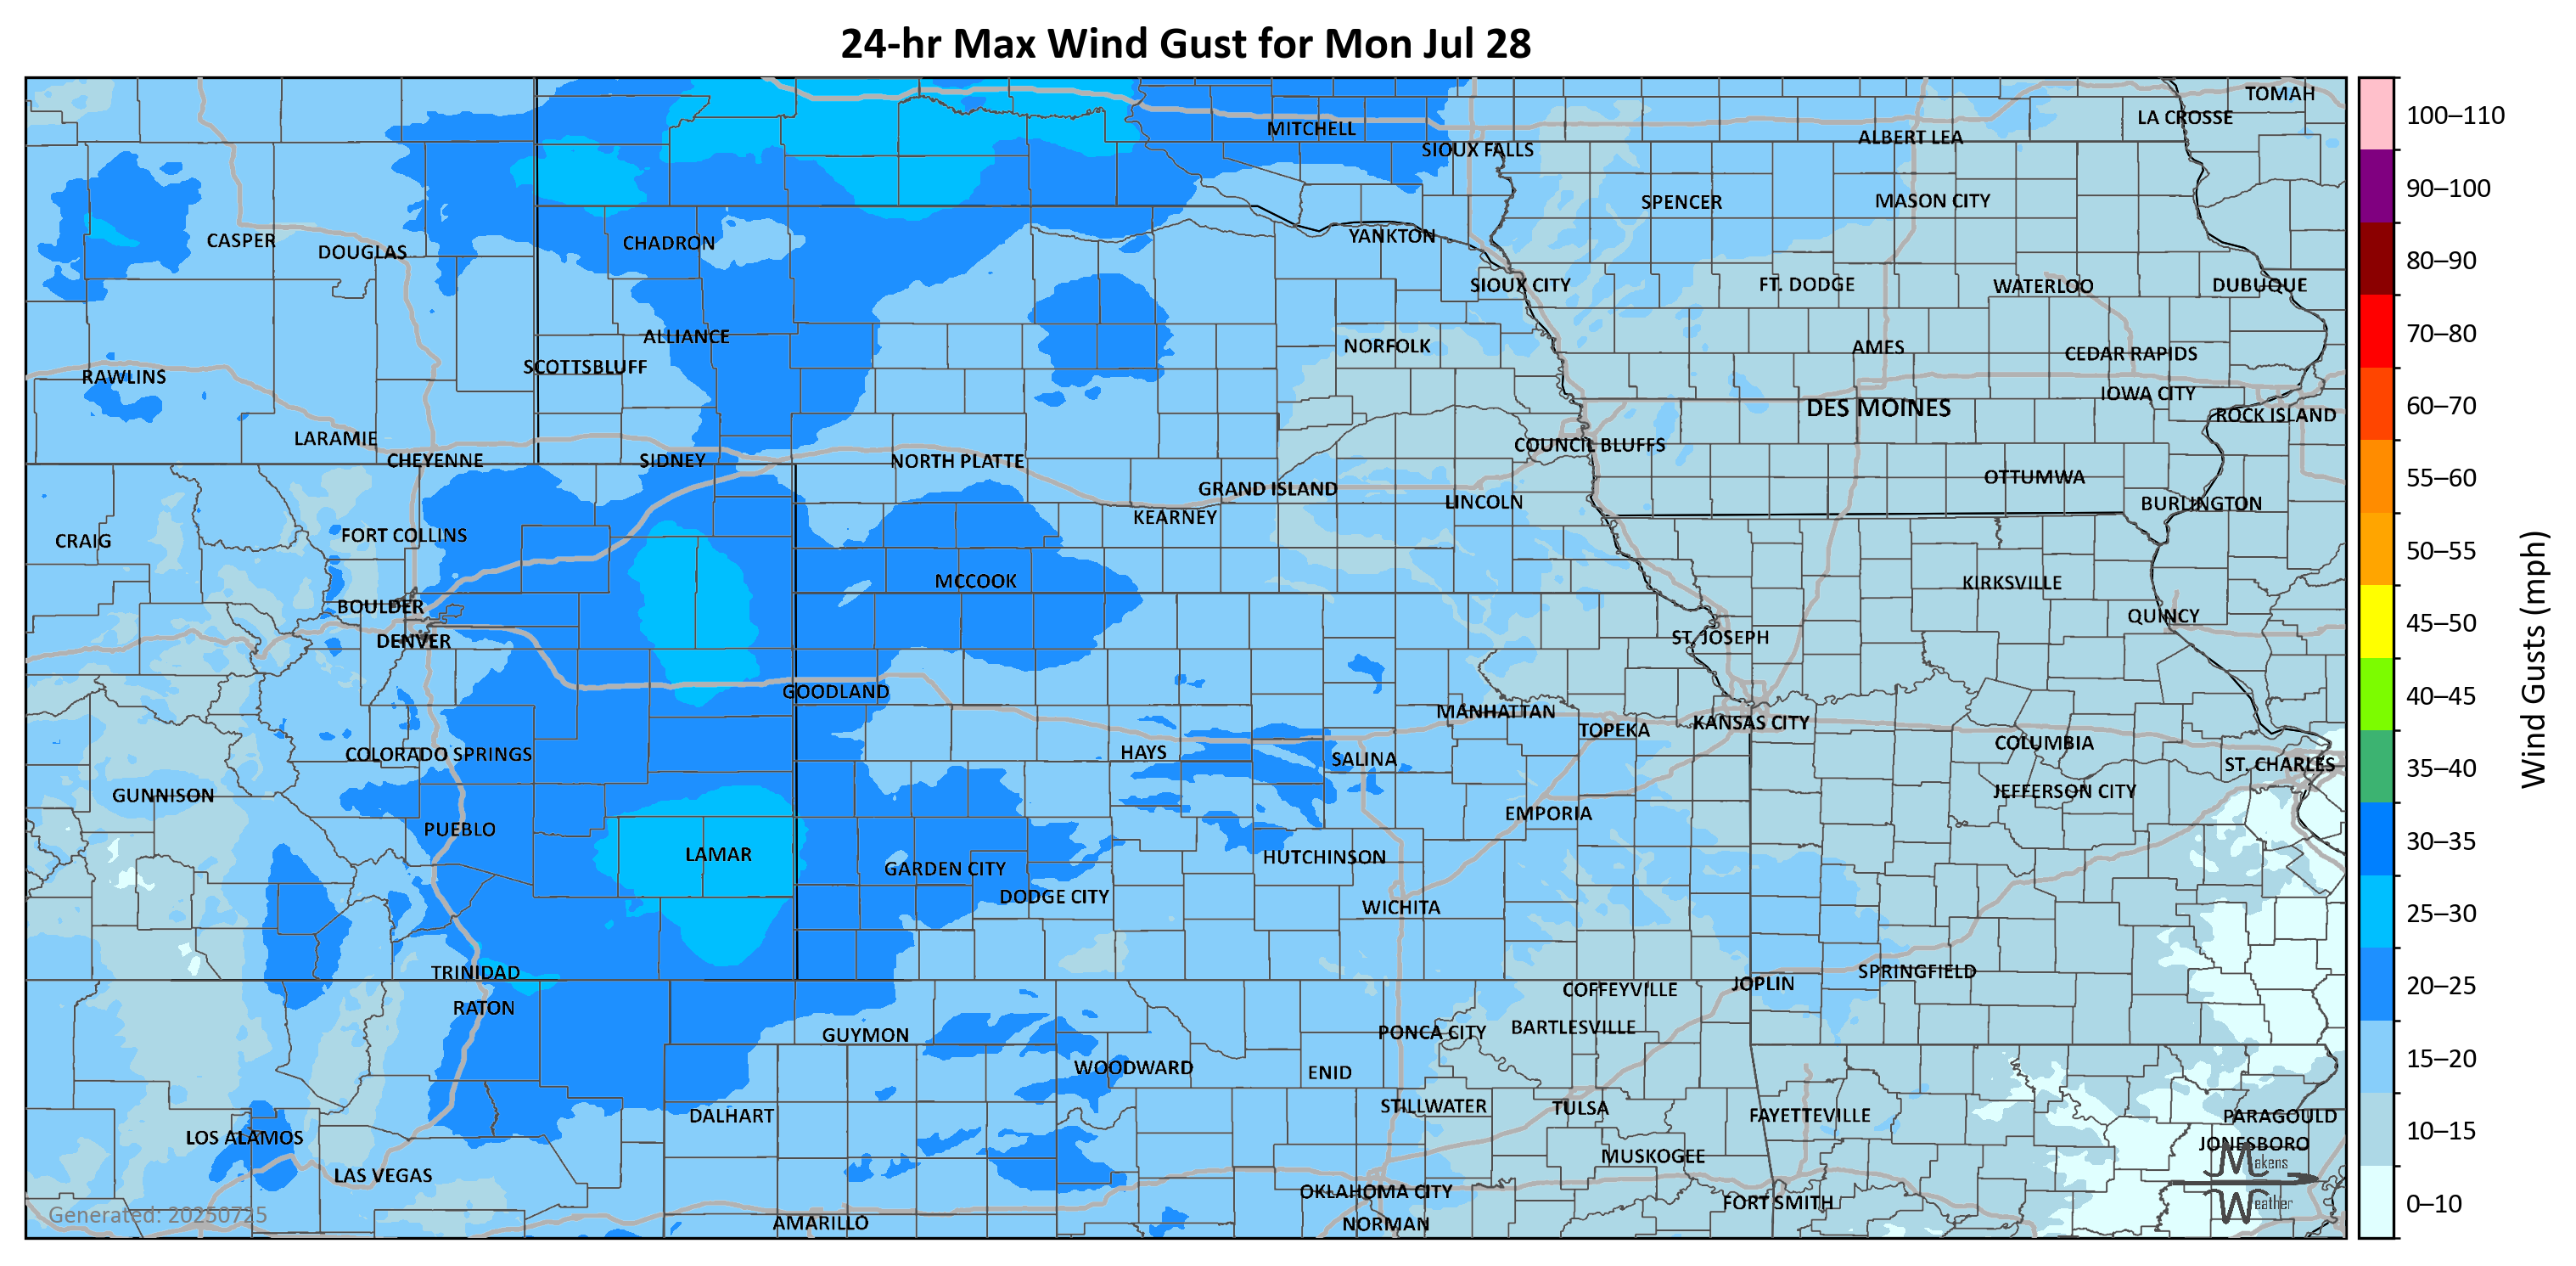 24-hr Max Wind Gust for Mon Jul 28
TOMAH
LA CROSSE
MITCHELL
ALBERT LEA
SIOUX FALLS
SPENCER
MASON CITY
CASPER
DOUGLAS
CHADRON
YANKTON
SIOUX CITY
FT. DODGE
WATERLOO
DUBUQUE
ALLIANCE
NORFOLK
AMES
CEDAR RAPIDS
SCOTTSBLUFF
RAWLINS
IOWA CITY
DES MOINES
ROCK ISLAND
LARAMIE
COUNCIL BLUFFS
CHEYENNE
SIDNEY
NORTH PLATTE
OTTUMWA
GRAND ISLAND
LINCOLN
BURLINGTON
KEARNEY
FORT COLLINS
CRAIG
MCCOOK
KIRKSVILLE
BOULDER
QUINCY
DENVER
ST. JOSEPH
GOODLAND
MANHATTAN
KANSAS CITY
TOPEKA
COLUMBIA
COLORADO SPRINGS
HAYS
SALINA
ST. CHARLES
GUNNISON
JEFFERSON CITY
EMPORIA
PUEBLO
LAMAR
HUTCHINSON
GARDEN CITY
DODGE CITY
WICHITA
TRINIDAD
SPRINGFIELD
JOPLIN
COFFEYVILLE
RATON
BARTLESVILLE
GUYMON
PONCA CITY
WOODWARD
ENID
STILLWATER
TULSA
DALHART
FAYETTEVILLE
PARAGOULD
LOS ALAMOS
JONESBORO
MUSKOGEE
LAS VEGAS
OKLAHOMA CITY
FORT SMITH
AMARILLO
NORMAN
Generated: 20250725
Makens
Weather
100–110
90–100
80–90
70–80
60–70
55–60
50–55
45–50
40–45
35–40
30–35
25–30
20–25
15–20
10–15
0–10
Wind Gusts (mph)